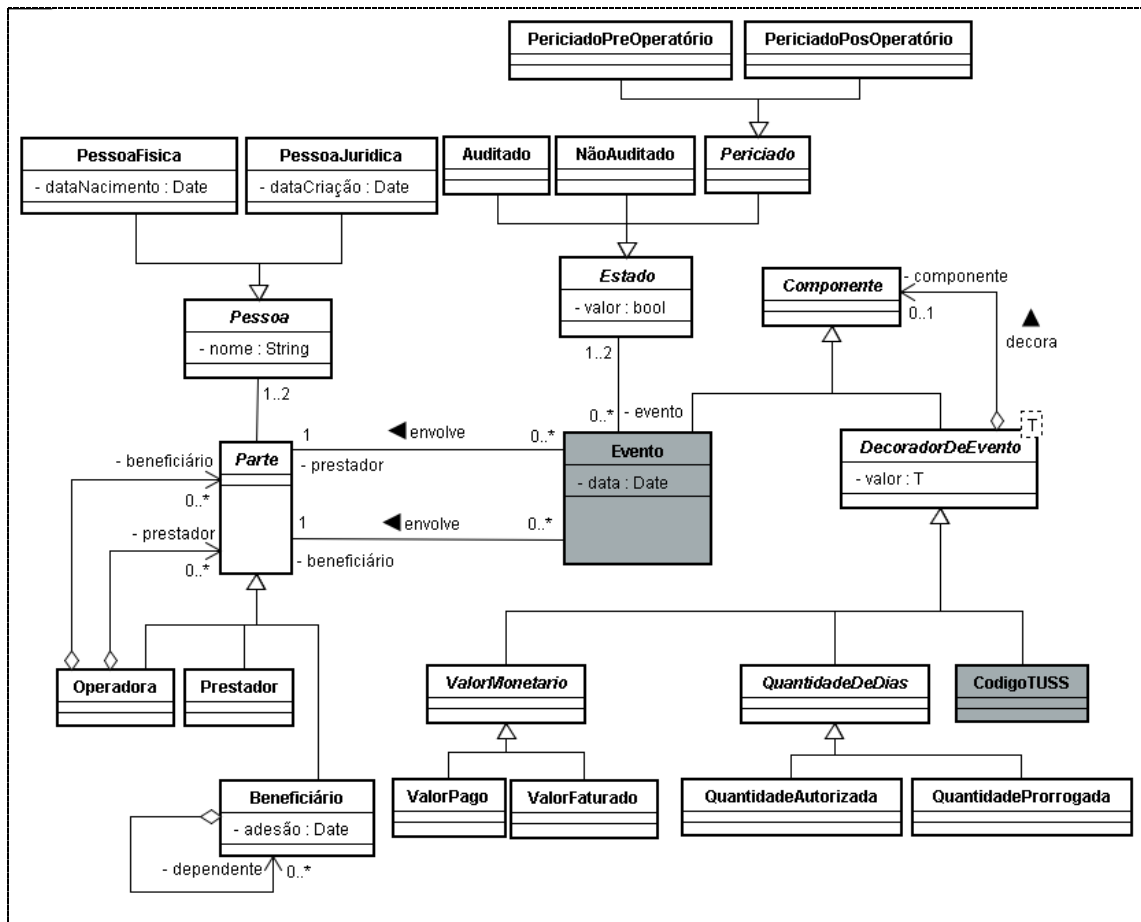 PericiadoPreOperatório
PericiadoPosOperatório
PessoaFisica
- dataNacimento : Date
PessoaJuridica
- dataCriação : Date
Auditado
NãoAuditado
Periciado
Estado
- valor : bool
Componente
- componente
0..1
▲
decora
Pessoa
- nome : String
1..2
1..2
0..*
- evento
T
DecoradorDeEvento
- valor : T
Parte
- beneficiário
0..*
- prestador
0..*
1
◀ envolve
0..*
- prestador
Evento
- data : Date
1
◀ envolve
0..*
- beneficiário
Operadora
Prestador
ValorMonetario
QuantidadeDeDias
CodigoTUSS
Beneficiário
- adesão : Date
- dependente
0..*
ValorPago
ValorFaturado
QuantidadeAutorizada
QuantidadeProrrogada